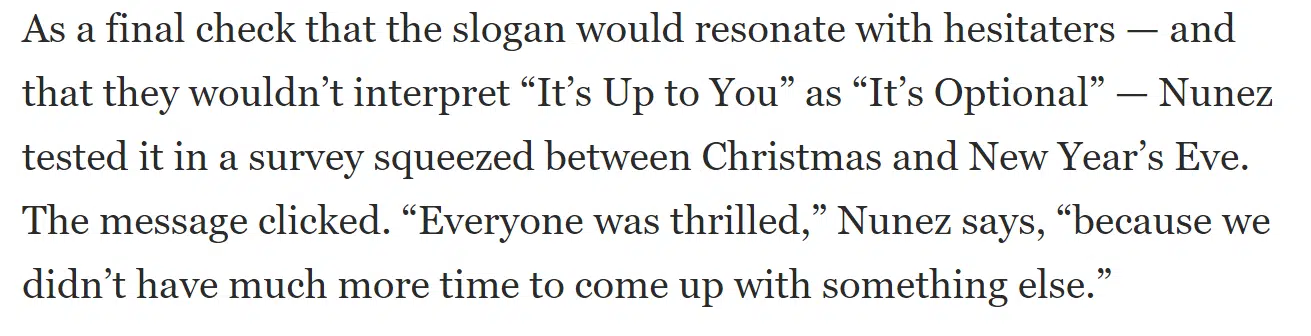 As a final check that the slogan would resonate with hesitaters — and
that they wouldn’t interpret “It’s Up to You” as “It’s Optional” — Nunez
tested it in a survey squeezed between Christmas and New Year’s Eve.
The message clicked. “Everyone was thrilled,” Nunez says, “because we
didn’t have much more time to come up with something else.”